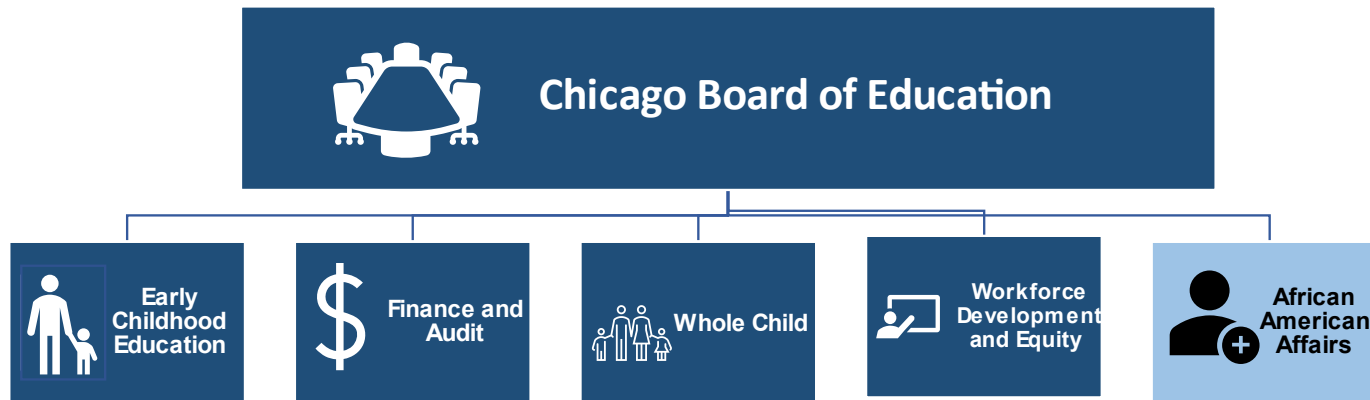 Chicago Board of Education
Early
Childhood
Education
Finance and
Audit
Whole Child
Workforce
Development
and Equity
African
American
Affairs